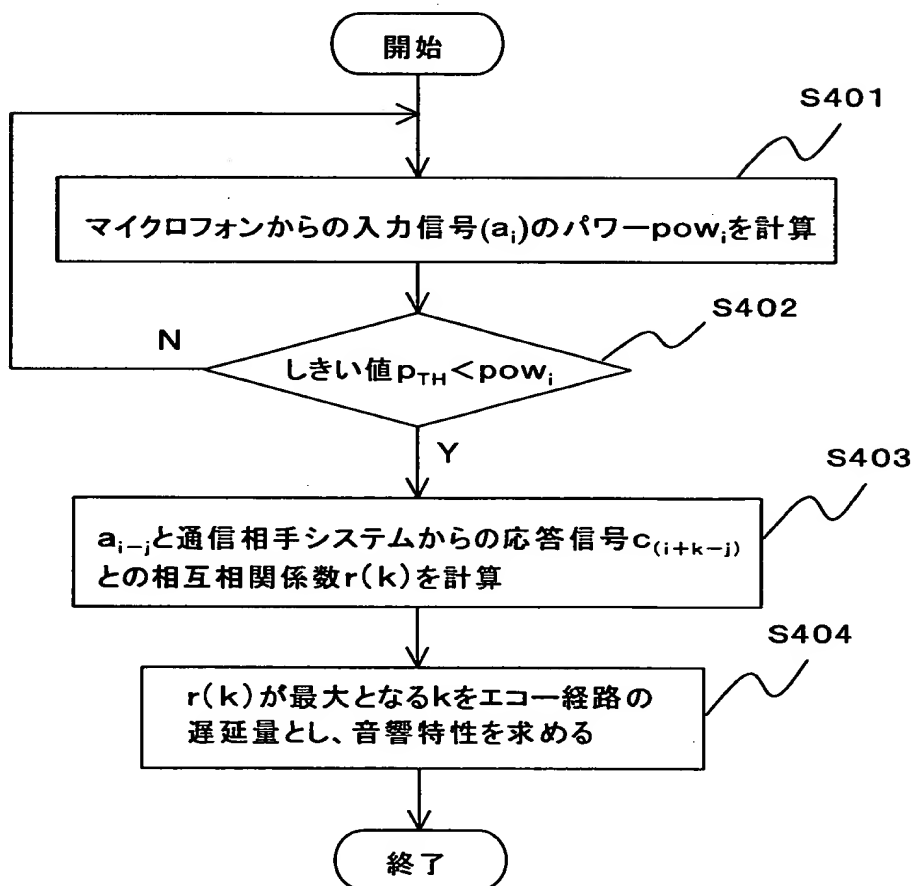 開始
S401
マイクロフォンからの入力信号(aᵢ)のパワーpowᵢを計算
S402
N
しきい値pTH<powᵢ
Y
S403
aᵢ₋ⱼと通信相手システムからの応答信号c₍ᵢ₊ₖ₋ⱼ₎
との相互相関係数r(k)を計算
S404
r(k)が最大となるkをエコー経路の
遅延量とし、音響特性を求める
終了